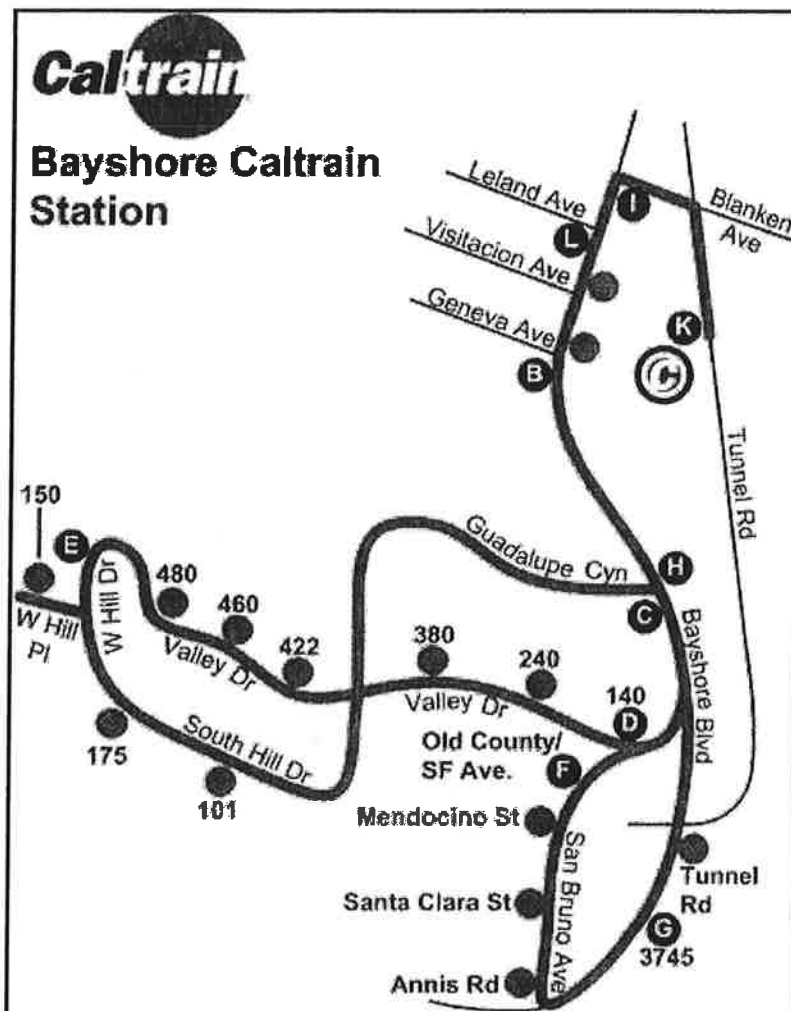 Caltrain
Bayshore Caltrain
Station
Leland Ave
I
Blanken
Ave
L
Visitacion Ave
Geneva Ave
K
B
C
Tunnel Rd
150
E
Guadalupe Cyn
H
480
W Hill Dr
460
C
W Hill
Pl
Valley Dr
422
380
240
Bayshore Blvd
Valley Dr
140
D
175
South Hill Dr
Old County/
SF Ave.
F
101
Mendocino St
San Bruno Ave
Tunnel
Rd
Santa Clara St
G
3745
Annis Rd